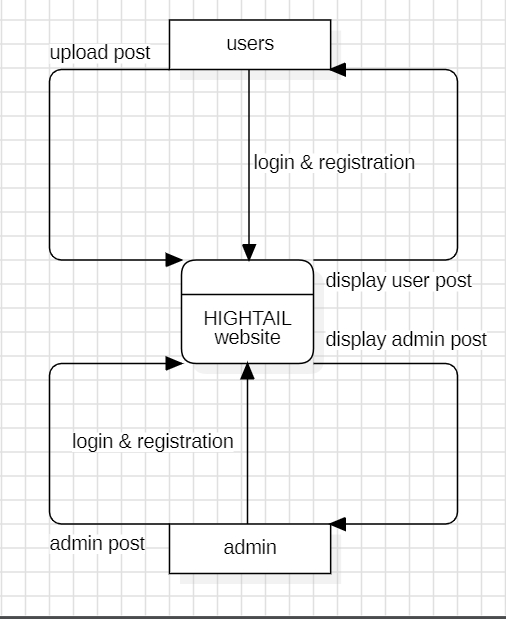 users
upload post
login & registration
display user post
HIGHTAIL
website
display admin post
login & registration
admin post
admin